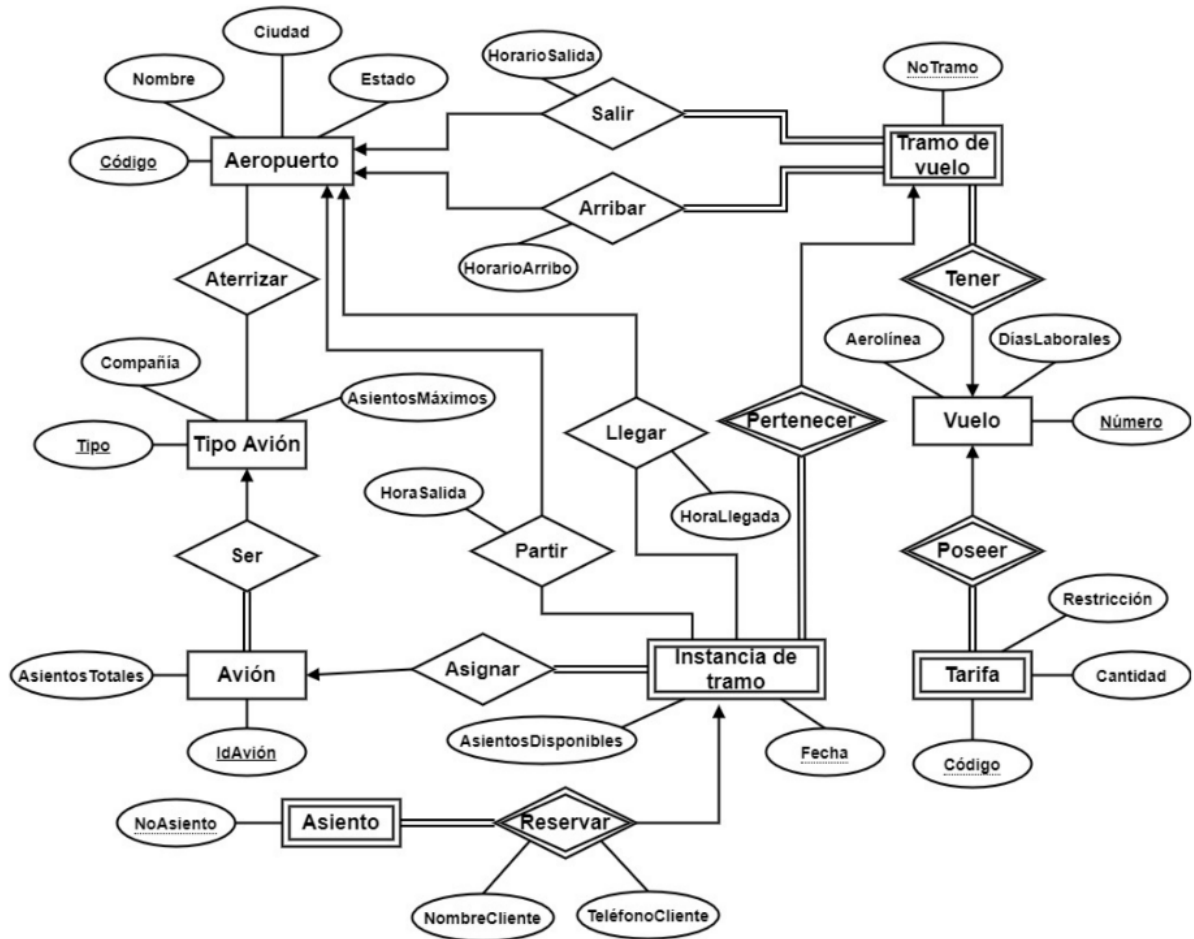 Ciudad
HorarioSalida
NoTramo
Nombre
Estado
Salir
Código
Aeropuerto
Tramo de
vuelo
Arribar
HorarioArribo
Aterrizar
Tener
Compañía
Aerolínea
DíasLaborales
AsientosMáximos
Tipo
Tipo Avión
Llegar
Pertenecer
Vuelo
Número
HoraSalida
HoraLlegada
Ser
Partir
Poseer
Restricción
AsientosTotales
Avión
Asignar
Instancia de
tramo
Tarifa
Cantidad
AsientosDisponibles
IdAvión
Fecha
Código
NoAsiento
Asiento
Reservar
NombreCliente
TeléfonoCliente